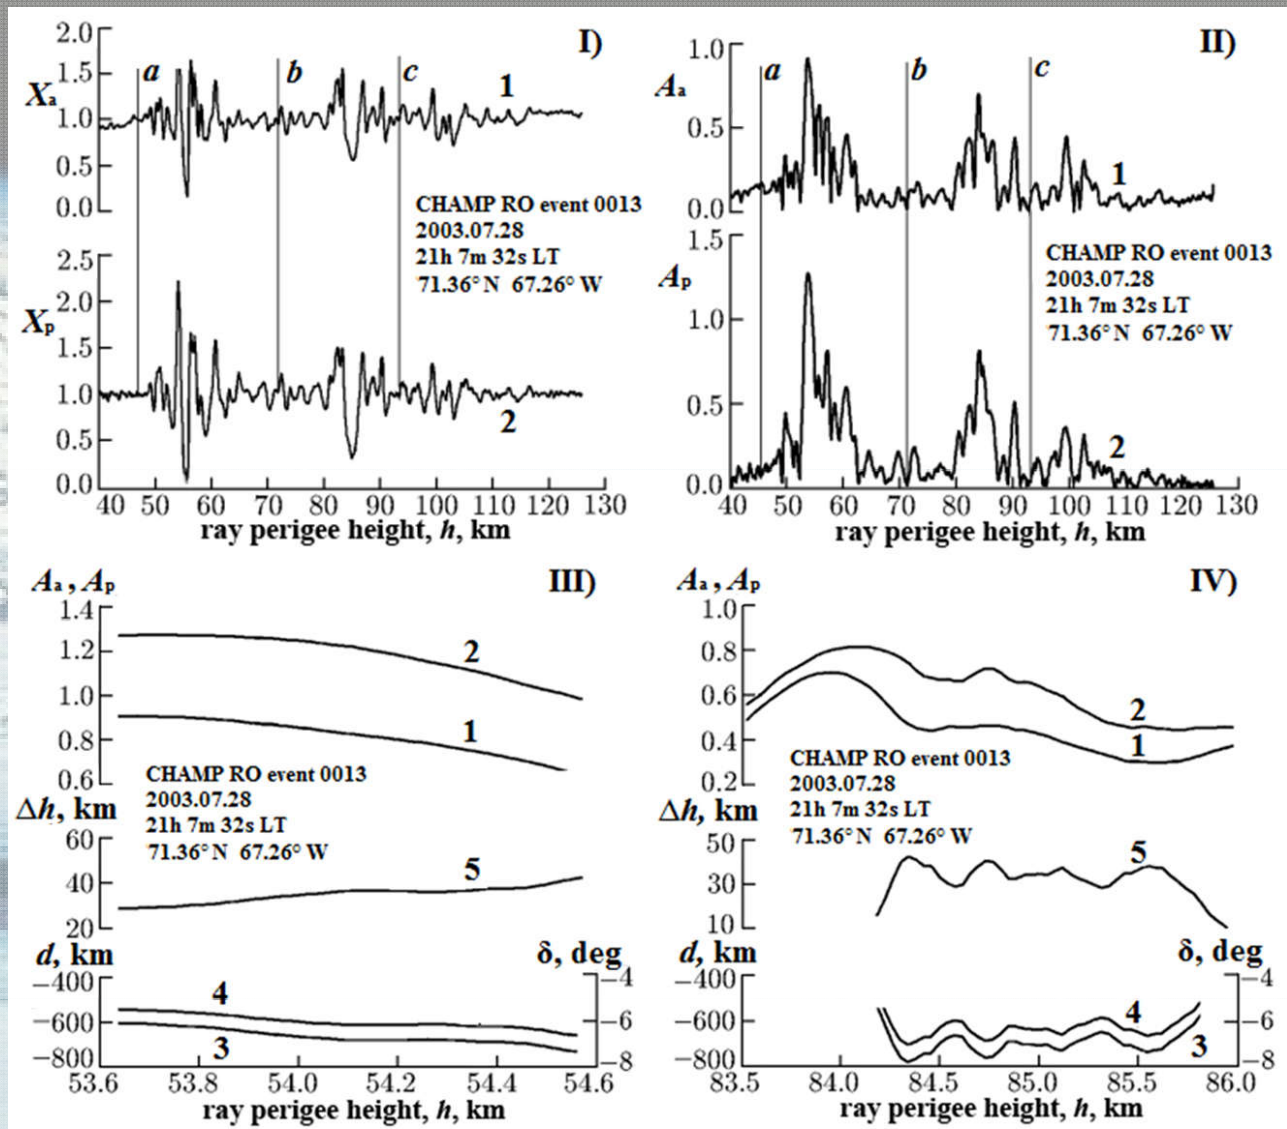 I)
2.0
1.5
1.0
0.5
0.0
Xa
a
b
c
1
CHAMP RO event 0013
2003.07.28
21h 7m 32s LT
71.36° N 67.26° W
2.5
2.0
1.5
1.0
0.5
0.0
Xp
2
40 50 60 70 80 90 100 110 120 130
ray perigee height, h, km
II)
1.0
0.5
0.0
Aa
a
b
c
1
CHAMP RO event 0013
2003.07.28
21h 7m 32s LT
71.36° N 67.26° W
1.5
1.0
0.5
0.0
Ap
2
40 50 60 70 80 90 100 110 120 130
ray perigee height, h, km
Aa , Ap
III)
1.4
1.2
1.0
0.8
0.6
2
1
CHAMP RO event 0013
2003.07.28
21h 7m 32s LT
71.36° N 67.26° W
Δh, km
60
40
20
5
d, km
δ, deg
−400
−600
−800
−4
−6
−8
4
3
53.6 53.8 54.0 54.2 54.4 54.6
ray perigee height, h, km
Aa , Ap
IV)
1.0
0.8
0.6
0.4
0.2
2
1
CHAMP RO event 0013
2003.07.28
21h 7m 32s LT
71.36° N 67.26° W
Δh, km
50
30
10
5
d, km
δ, deg
−400
−600
−800
−4
−6
−8
4
3
83.5 84.0 84.5 85.0 85.5 86.0
ray perigee height, h, km